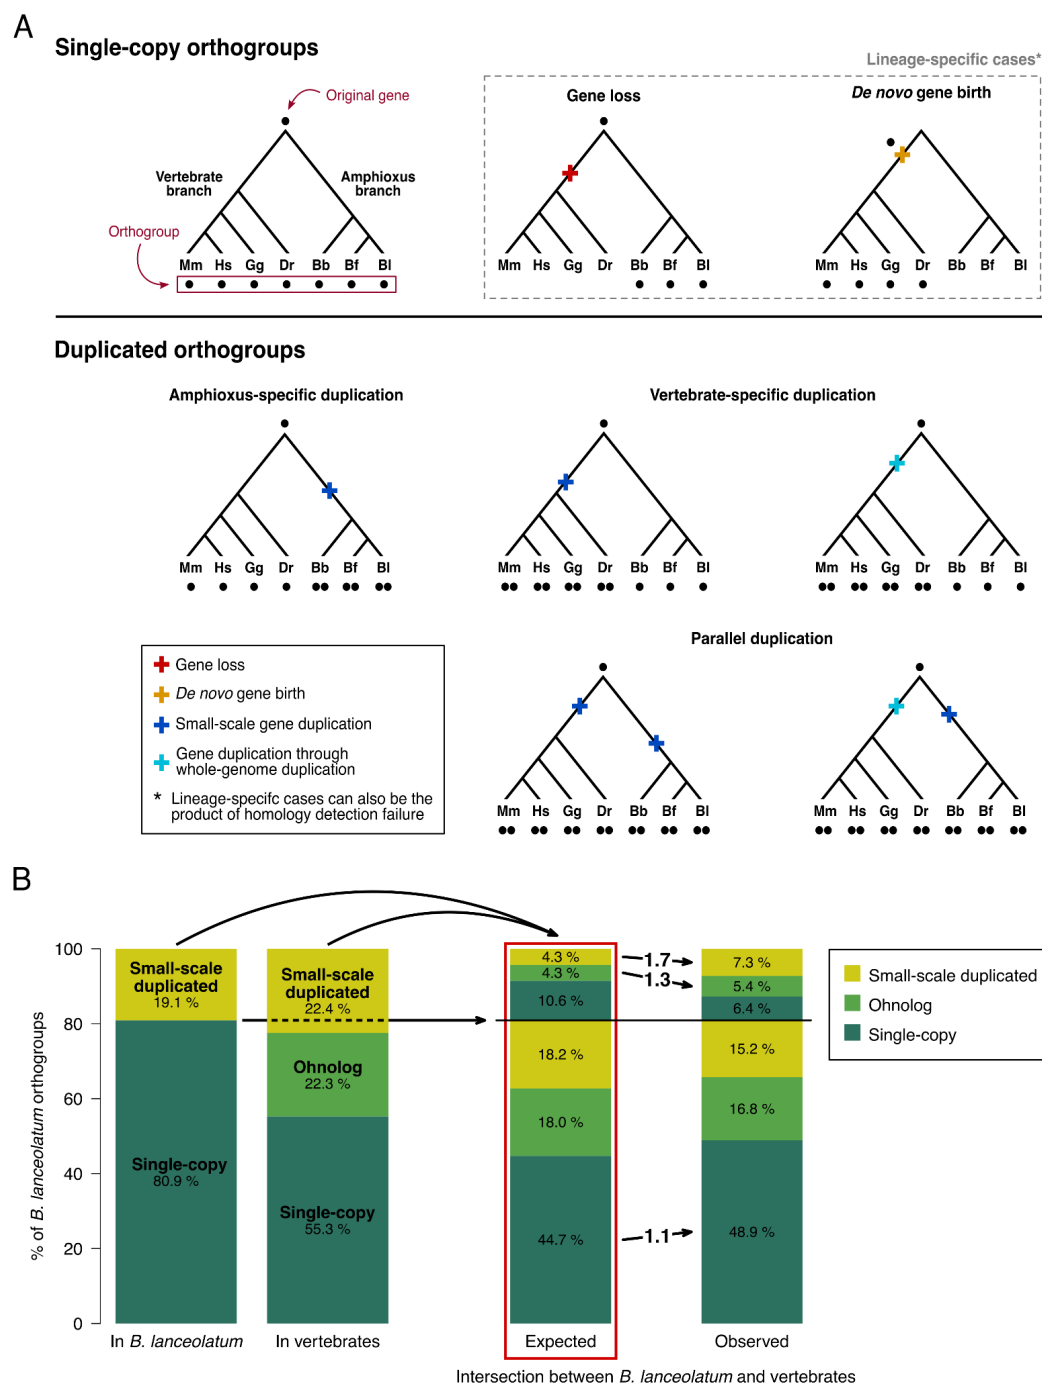 A
Single-copy orthogroups
Lineage-specific cases*
Original gene
Gene loss
De novo gene birth
Vertebrate
branch
Amphioxus
branch
Orthogroup
Mm Hs Gg Dr Bb Bf Bl
Mm Hs Gg Dr Bb Bf Bl
Mm Hs Gg Dr Bb Bf Bl
Duplicated orthogroups
Amphioxus-specific duplication
Vertebrate-specific duplication
Mm Hs Gg Dr Bb Bf Bl
Mm Hs Gg Dr Bb Bf Bl
Mm Hs Gg Dr Bb Bf Bl
Parallel duplication
Gene loss
De novo gene birth
Small-scale gene duplication
Gene duplication through
whole-genome duplication
* Lineage-specifc cases can also be the
product of homology detection failure
Mm Hs Gg Dr Bb Bf Bl
Mm Hs Gg Dr Bb Bf Bl
B
% of B. lanceolatum orthogroups
100
80
60
40
20
0
Small-scale
duplicated
19.1 %
Single-copy
80.9 %
In B. lanceolatum
Small-scale
duplicated
22.4 %
Ohnolog
22.3 %
Single-copy
55.3 %
In vertebrates
4.3 %
4.3 %
10.6 %
18.2 %
18.0 %
44.7 %
Expected
1.7
1.3
1.1
7.3 %
5.4 %
6.4 %
15.2 %
16.8 %
48.9 %
Observed
Intersection between B. lanceolatum and vertebrates
Small-scale duplicated
Ohnolog
Single-copy